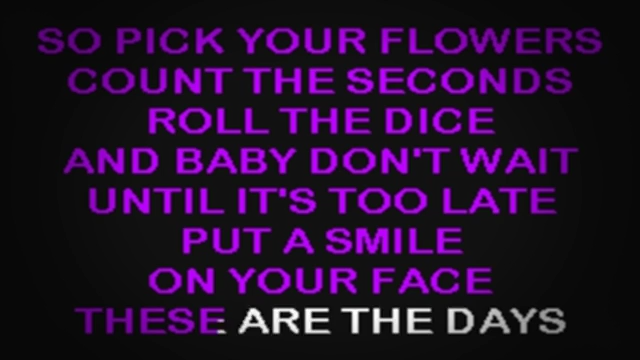 SO PICK YOUR FLOWERS
COUNT THE SECONDS
ROLL THE DICE
AND BABY DON'T WAIT
UNTIL IT'S TOO LATE
PUT A SMILE
ON YOUR FACE
THESE ARE THE DAYS